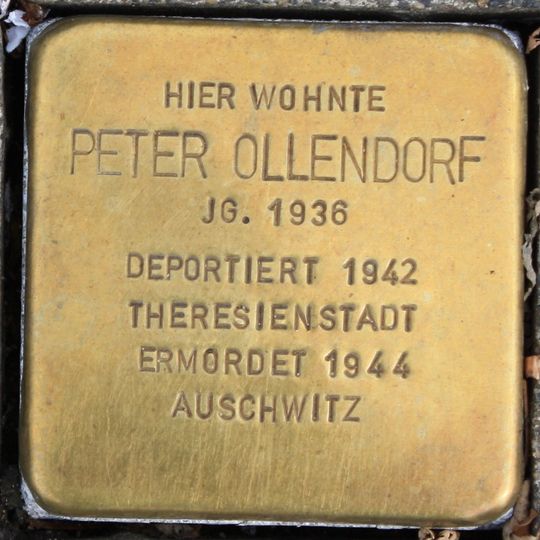 HIER WOHNTE
PETER OLLENDORF
JG. 1936
DEPORTIERT 1942
THERESIENSTADT
ERMORDET 1944
AUSCHWITZ